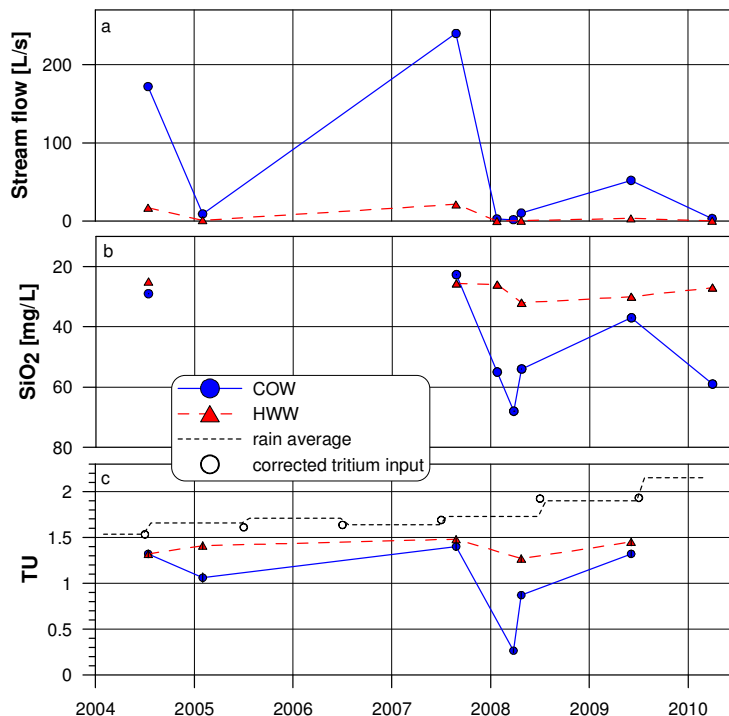 a
Stream flow [L/s]
200
100
0
b
SiO2 [mg/L]
20
40
60
80
COW
HWW
rain average
corrected tritium input
c
TU
2
1.5
1
0.5
0
2004 2005 2006 2007 2008 2009 2010